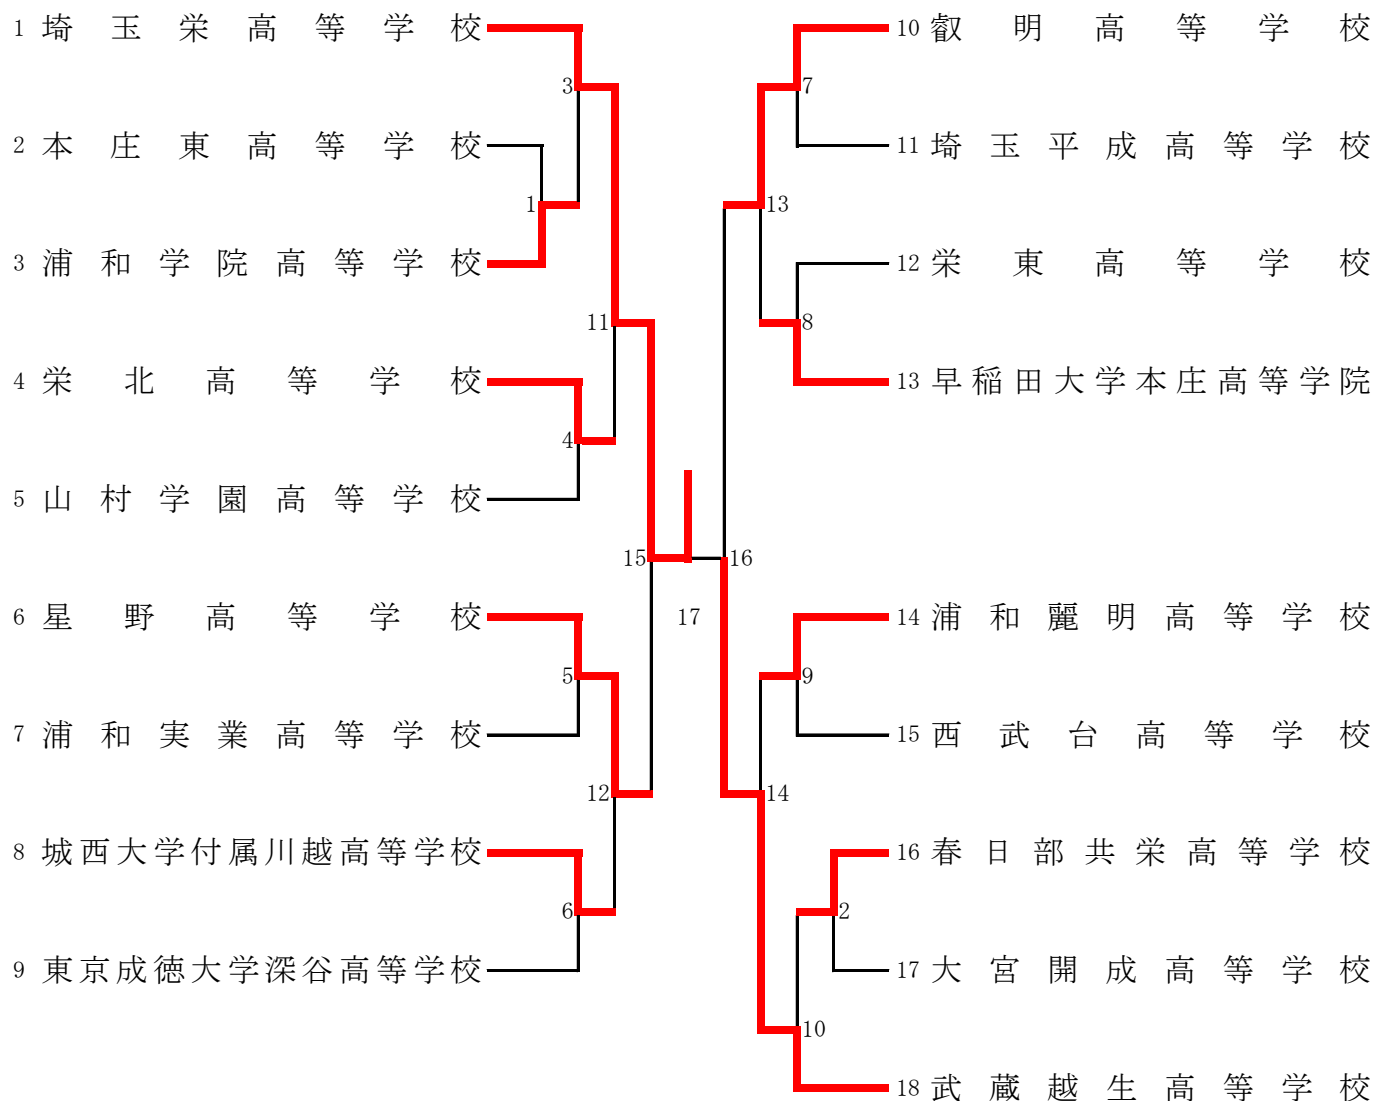 1 埼玉栄高等学校
3
2 本庄東高等学校
1
3 浦和学院高等学校
11
4 栄北高等学校
4
5 山村学園高等学校
15
6 星野高等学校
5
7 浦和実業高等学校
12
8 城西大学付属川越高等学校
6
9 東京成徳大学深谷高等学校
17
10 叡明高等学校
7
11 埼玉平成高等学校
13
12 栄東高等学校
8
13 早稲田大学本庄高等学院
16
14 浦和麗明高等学校
9
15 西武台高等学校
14
16 春日部共栄高等学校
2
17 大宮開成高等学校
10
18 武蔵越生高等学校